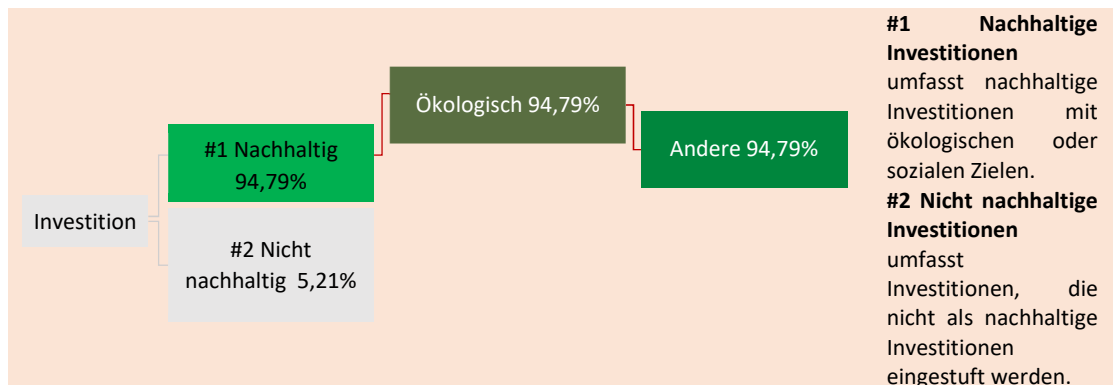 Investition
#1 Nachhaltig
94,79%
#2 Nicht
nachhaltig 5,21%
Ökologisch 94,79%
Andere 94,79%
#1 Nachhaltige
Investitionen
umfasst nachhaltige
Investitionen mit
ökologischen oder
sozialen Zielen.
#2 Nicht nachhaltige
Investitionen
umfasst
Investitionen, die
nicht als nachhaltige
Investitionen
eingestuft werden.